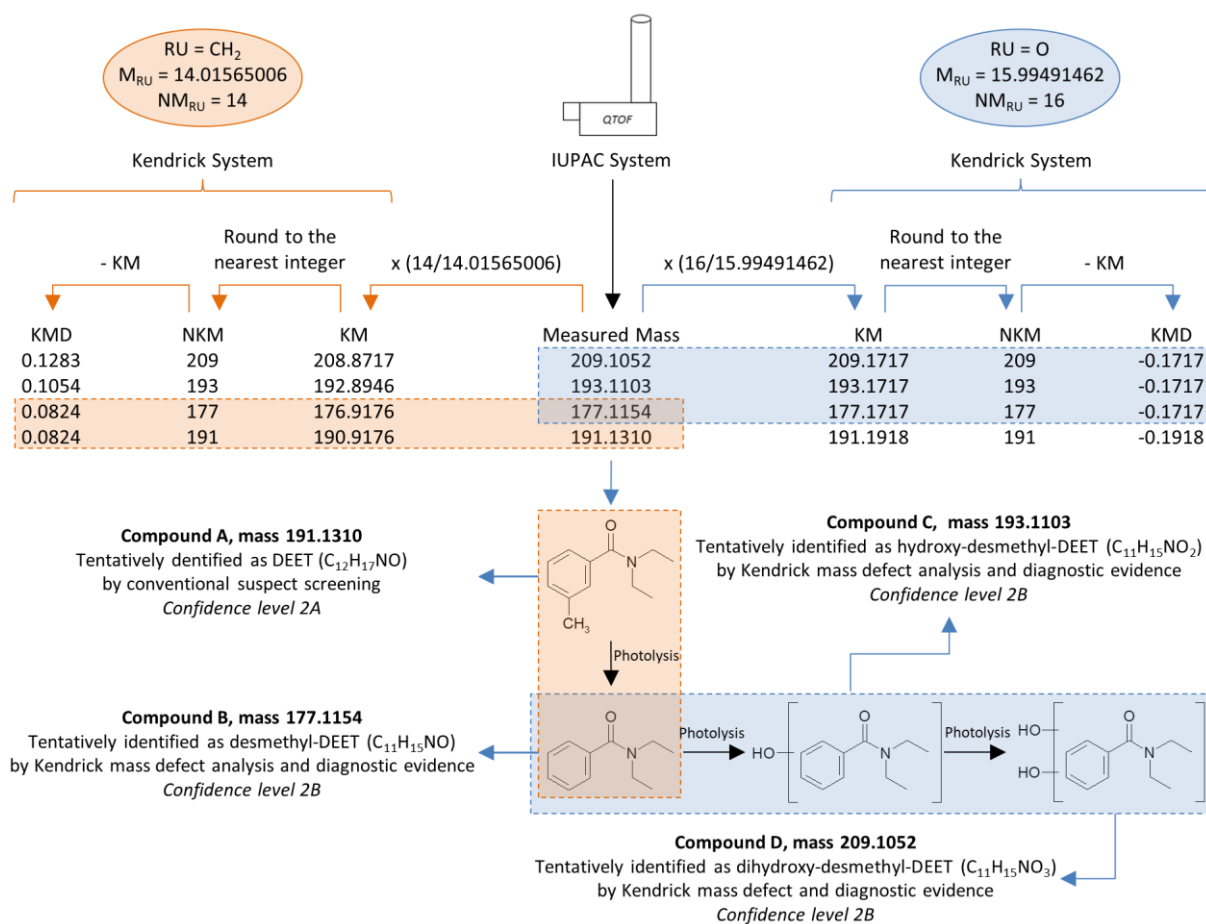 RU = CH₂
M_RU = 14.01565006
NM_RU = 14
RU = O
M_RU = 15.99491462
NM_RU = 16
QTOF
Kendrick System
IUPAC System
Kendrick System
- KM
Round to the
nearest integer
x (14/14.01565006)
x (16/15.99491462)
Round to the
nearest integer
- KM
KMD NKM KM Measured Mass KM NKM KMD
0.1283 209 208.8717 209.1052 209.1717 209 -0.1717
0.1054 193 192.8946 193.1103 193.1717 193 -0.1717
0.0824 177 176.9176 177.1154 177.1717 177 -0.1717
0.0824 191 190.9176 191.1310 191.1918 191 -0.1918
Compound A, mass 191.1310
Tentatively dentified as DEET (C₁₂H₁₇NO)
by conventional suspect screening
Confidence level 2A
O
N
CH₃
Compound C, mass 193.1103
Tentatively identified as hydroxy-desmethyl-DEET (C₁₁H₁₅NO₂)
by Kendrick mass defect analysis and diagnostic evidence
Confidence level 2B
Photolysis
Compound B, mass 177.1154
Tentatively identified as desmethyl-DEET (C₁₁H₁₅NO)
by Kendrick mass defect analysis and diagnostic evidence
Confidence level 2B
O
N
Photolysis
HO
O
N
Photolysis
HO
HO
O
N
Compound D, mass 209.1052
Tentatively identified as dihydroxy-desmethyl-DEET (C₁₁H₁₅NO₃)
by Kendrick mass defect and diagnostic evidence
Confidence level 2B